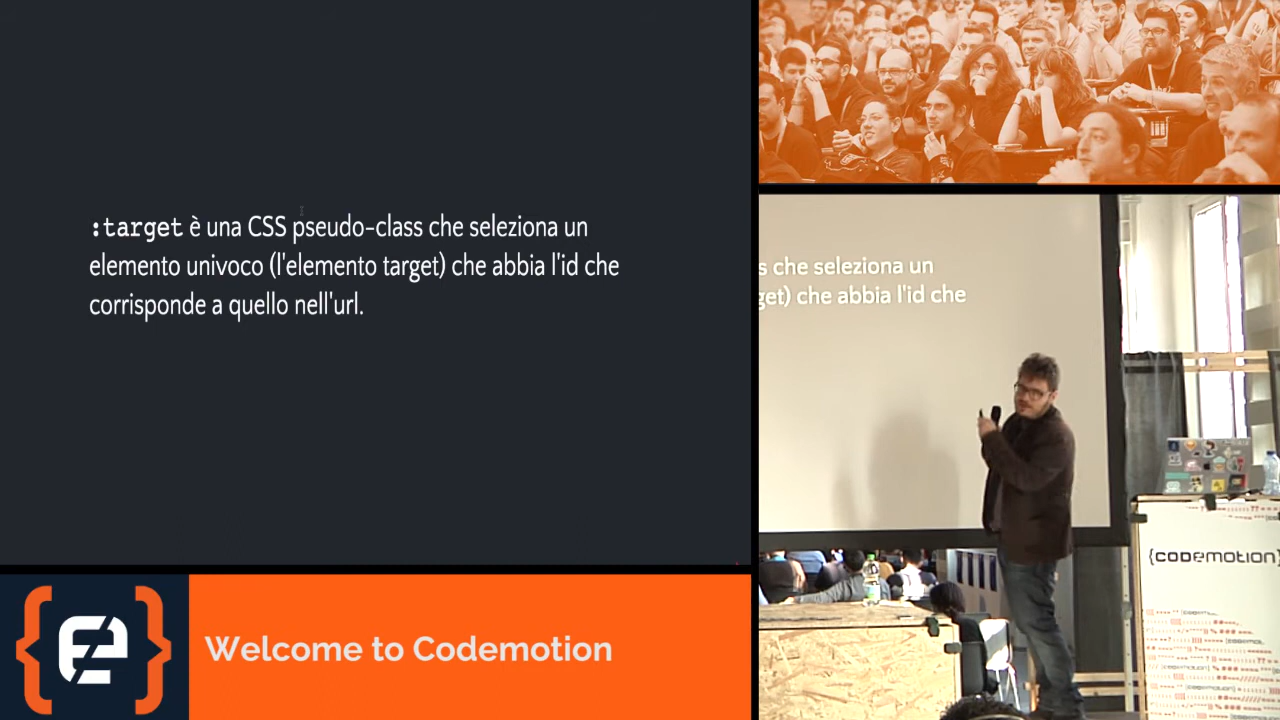 :target è una CSS pseudo-class che seleziona un
elemento univoco (l'elemento target) che abbia l'id che
corrisponde a quello nell'url.
s che seleziona un
get) che abbia l'id che
{CODEMOTION}
Welcome to Codemotion